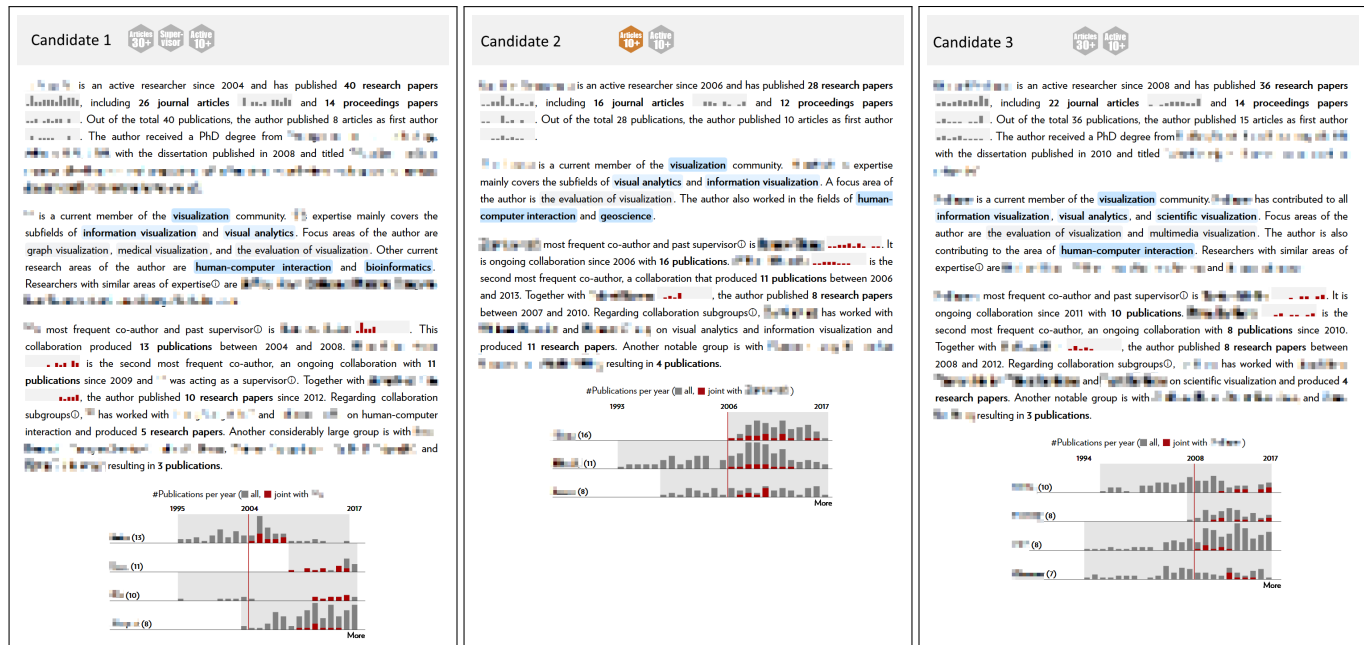 Candidate 1
Articles 30+
Super-visor
Active 10+
is an active researcher since 2004 and has published 40 research papers
, including 26 journal articles and 14 proceedings papers
. Out of the total 40 publications, the author published 8 articles as first author
. The author received a PhD degree from
with the dissertation published in 2008 and titled
is a current member of the visualization community. expertise mainly covers the
subfields of information visualization and visual analytics. Focus areas of the author are
graph visualization, medical visualization, and the evaluation of visualization. Other current
research areas of the author are human-computer interaction and bioinformatics.
Researchers with similar areas of expertiseⓘ are
most frequent co-author and past supervisorⓘ is . This
collaboration produced 13 publications between 2004 and 2008.
is the second most frequent co-author, an ongoing collaboration with 11
publications since 2009 and was acting as a supervisorⓘ. Together with
, the author published 10 research papers since 2012. Regarding collaboration
subgroupsⓘ, has worked with and on human-computer
interaction and produced 5 research papers. Another considerably large group is with
, and
resulting in 3 publications.
#Publications per year (all, joint with )
1995 2004 2017
(13)
(11)
(10)
(8)
More
Candidate 2
Articles 10+
Active 10+
is an active researcher since 2006 and has published 28 research papers
, including 16 journal articles and 12 proceedings papers
. Out of the total 28 publications, the author published 10 articles as first author
.
is a current member of the visualization community. expertise
mainly covers the subfields of visual analytics and information visualization. A focus area of
the author is the evaluation of visualization. The author also worked in the fields of human-
computer interaction and geoscience.
most frequent co-author and past supervisorⓘ is . It
is ongoing collaboration since 2006 with 16 publications. is the
second most frequent co-author, a collaboration that produced 11 publications between 2006
and 2013. Together with , the author published 8 research papers
between 2007 and 2010. Regarding collaboration subgroupsⓘ, has worked with
and on visual analytics and information visualization and
produced 11 research papers. Another notable group is with
resulting in 4 publications.
#Publications per year (all, joint with )
1993 2006 2017
(16)
(11)
(8)
More
Candidate 3
Articles 30+
Active 10+
is an active researcher since 2008 and has published 36 research papers
, including 22 journal articles and 14 proceedings papers
. Out of the total 36 publications, the author published 15 articles as first author
. The author received a PhD degree from
with the dissertation published in 2010 and titled
is a current member of the visualization community. has contributed to all
information visualization, visual analytics, and scientific visualization. Focus areas of the
author are the evaluation of visualization and multimedia visualization. The author is also
contributing to the area of human-computer interaction. Researchers with similar areas of
expertiseⓘ are and
most frequent co-author and past supervisorⓘ is . It is
ongoing collaboration since 2011 with 10 publications. is the
second most frequent co-author, an ongoing collaboration with 8 publications since 2010.
Together with , the author published 8 research papers between
2008 and 2012. Regarding collaboration subgroupsⓘ, has worked with
and on scientific visualization and produced 4
research papers. Another notable group is with and
resulting in 3 publications.
#Publications per year (all, joint with )
1994 2008 2017
(10)
(8)
(8)
(7)
More